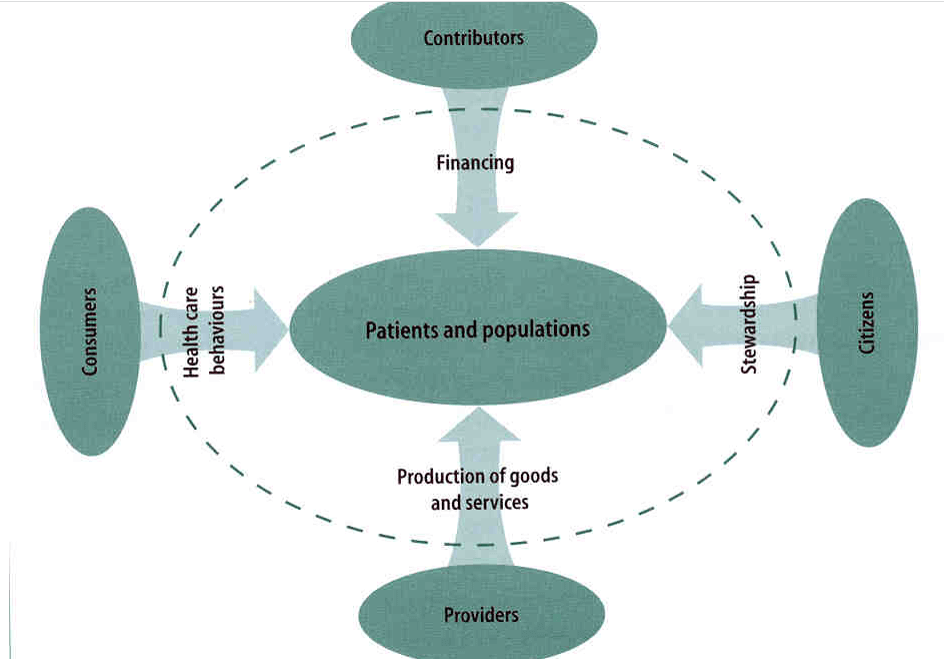 Contributors
Financing
Consumers
Health care
behaviours
Patients and populations
Stewardship
Citizens
Production of goods
and services
Providers